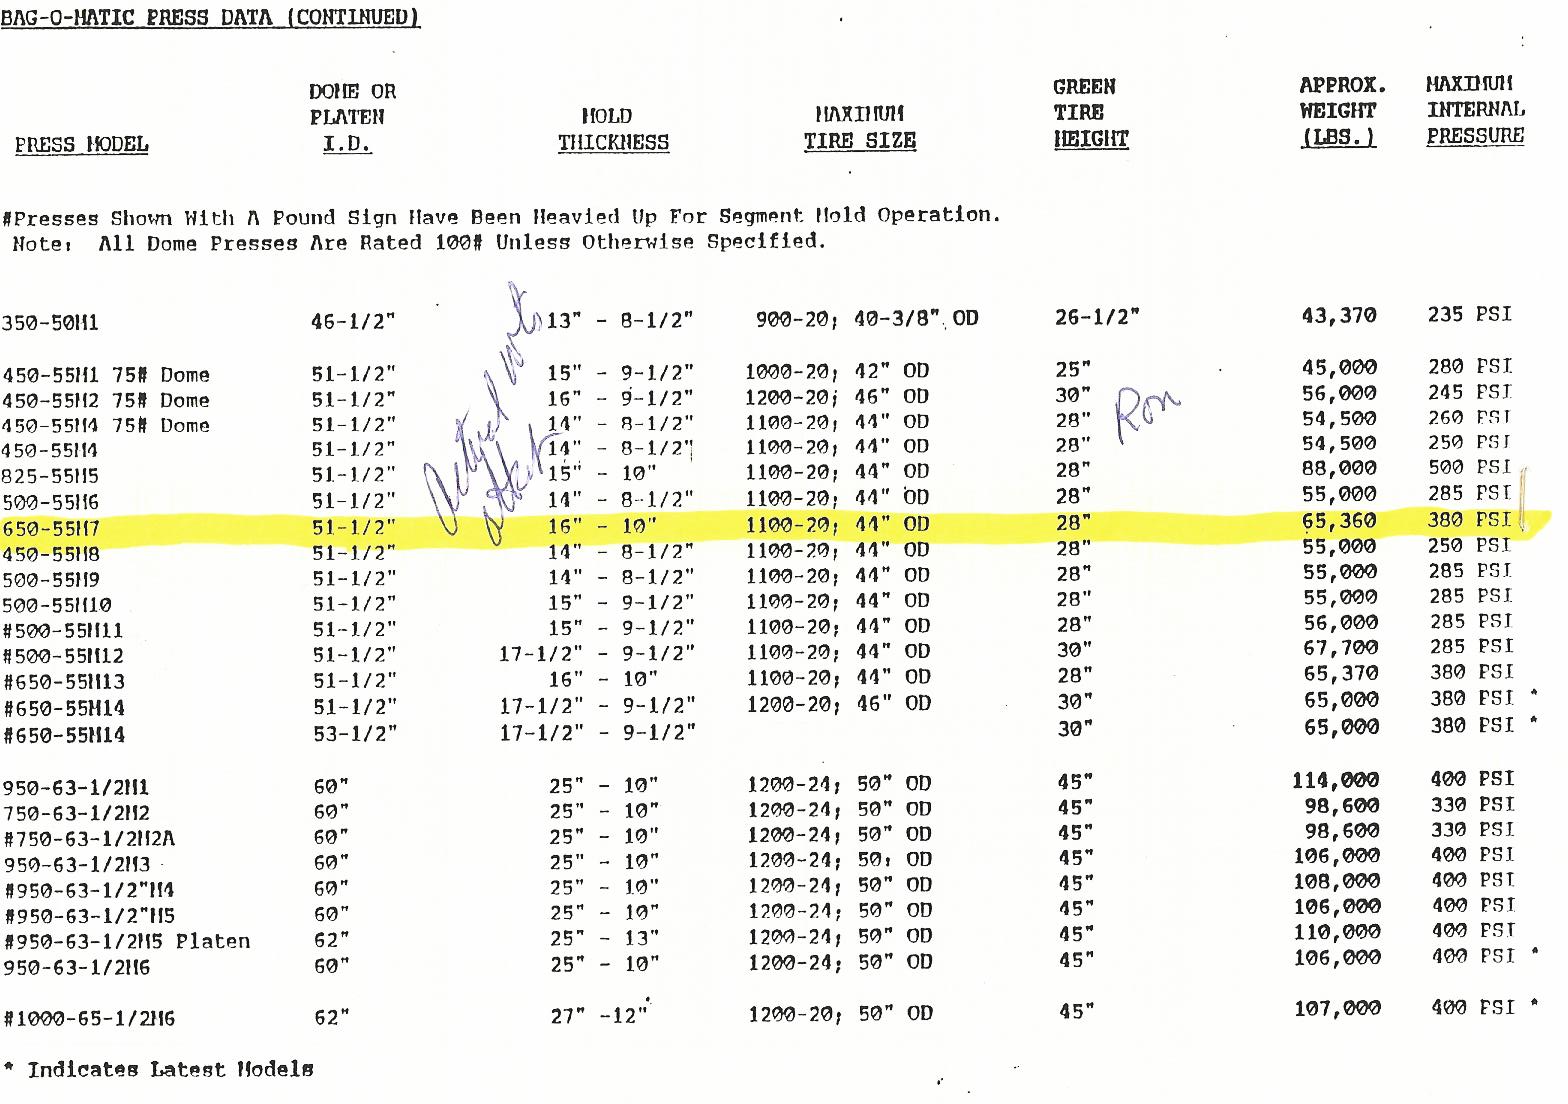 BAG-O-MATIC PRESS DATA (CONTINUED)
PRESS MODEL DOME OR PLATEN I.D. MOLD THICKNESS MAXIMUM TIRE SIZE GREEN TIRE HEIGHT APPROX. WEIGHT (LBS.) MAXIMUM INTERNAL PRESSURE
#Presses Shown With A Pound Sign Have Been Heavied Up For Segment Mold Operation.
Note: All Dome Presses Are Rated 100# Unless Otherwise Specified.
350-50M1 46-1/2" 13" - 8-1/2" 900-20; 40-3/8" OD 26-1/2" 43,370 235 PSI
450-55M1 75# Dome 51-1/2" 15" - 9-1/2" 1000-20; 42" OD 25" 45,000 280 PSI
450-55M2 75# Dome 51-1/2" 16" - 9-1/2" 1200-20; 46" OD 30" 56,000 245 PSI
450-55M4 75# Dome 51-1/2" 14" - 8-1/2" 1100-20; 44" OD 28" 54,500 260 PSI
450-55M4 51-1/2" 14" - 8-1/2" 1100-20; 44" OD 28" 54,500 250 PSI
825-55M5 51-1/2" 15" - 10" 1100-20; 44" OD 28" 88,000 500 PSI
500-55M6 51-1/2" 14" - 8-1/2" 1100-20; 44" OD 28" 55,000 285 PSI
650-55M7 51-1/2" 16" - 10" 1100-20; 44" OD 28" 65,360 380 PSI
450-55M8 51-1/2" 14" - 8-1/2" 1100-20; 44" OD 28" 55,000 250 PSI
500-55M9 51-1/2" 14" - 8-1/2" 1100-20; 44" OD 28" 55,000 285 PSI
500-55M10 51-1/2" 15" - 9-1/2" 1100-20; 44" OD 28" 55,000 285 PSI
#500-55M11 51-1/2" 15" - 9-1/2" 1100-20; 44" OD 28" 56,000 285 PSI
#500-55M12 51-1/2" 17-1/2" - 9-1/2" 1100-20; 44" OD 30" 67,700 285 PSI
#650-55M13 51-1/2" 16" - 10" 1100-20; 44" OD 28" 65,370 380 PSI
#650-55M14 51-1/2" 17-1/2" - 9-1/2" 1200-20; 46" OD 30" 65,000 380 PSI *
#650-55M14 53-1/2" 17-1/2" - 9-1/2" 30" 65,000 380 PSI *
950-63-1/2M1 60" 25" - 10" 1200-24; 50" OD 45" 114,000 400 PSI
750-63-1/2M2 60" 25" - 10" 1200-24; 50" OD 45" 98,600 330 PSI
#750-63-1/2M2A 60" 25" - 10" 1200-24; 50" OD 45" 98,600 330 PSI
950-63-1/2M3 60" 25" - 10" 1200-24; 50; OD 45" 106,000 400 PSI
#950-63-1/2"M4 60" 25" - 10" 1200-24; 50" OD 45" 108,000 400 PSI
#950-63-1/2"M5 60" 25" - 10" 1200-24; 50" OD 45" 106,000 400 PSI
#950-63-1/2M5 Platen 62" 25" - 13" 1200-24; 50" OD 45" 110,000 400 PSI
950-63-1/2M6 60" 25" - 10" 1200-24; 50" OD 45" 106,000 400 PSI *
#1000-65-1/2M6 62" 27" -12" 1200-20; 50" OD 45" 107,000 400 PSI *
* Indicates Latest Models
Actual
Ron